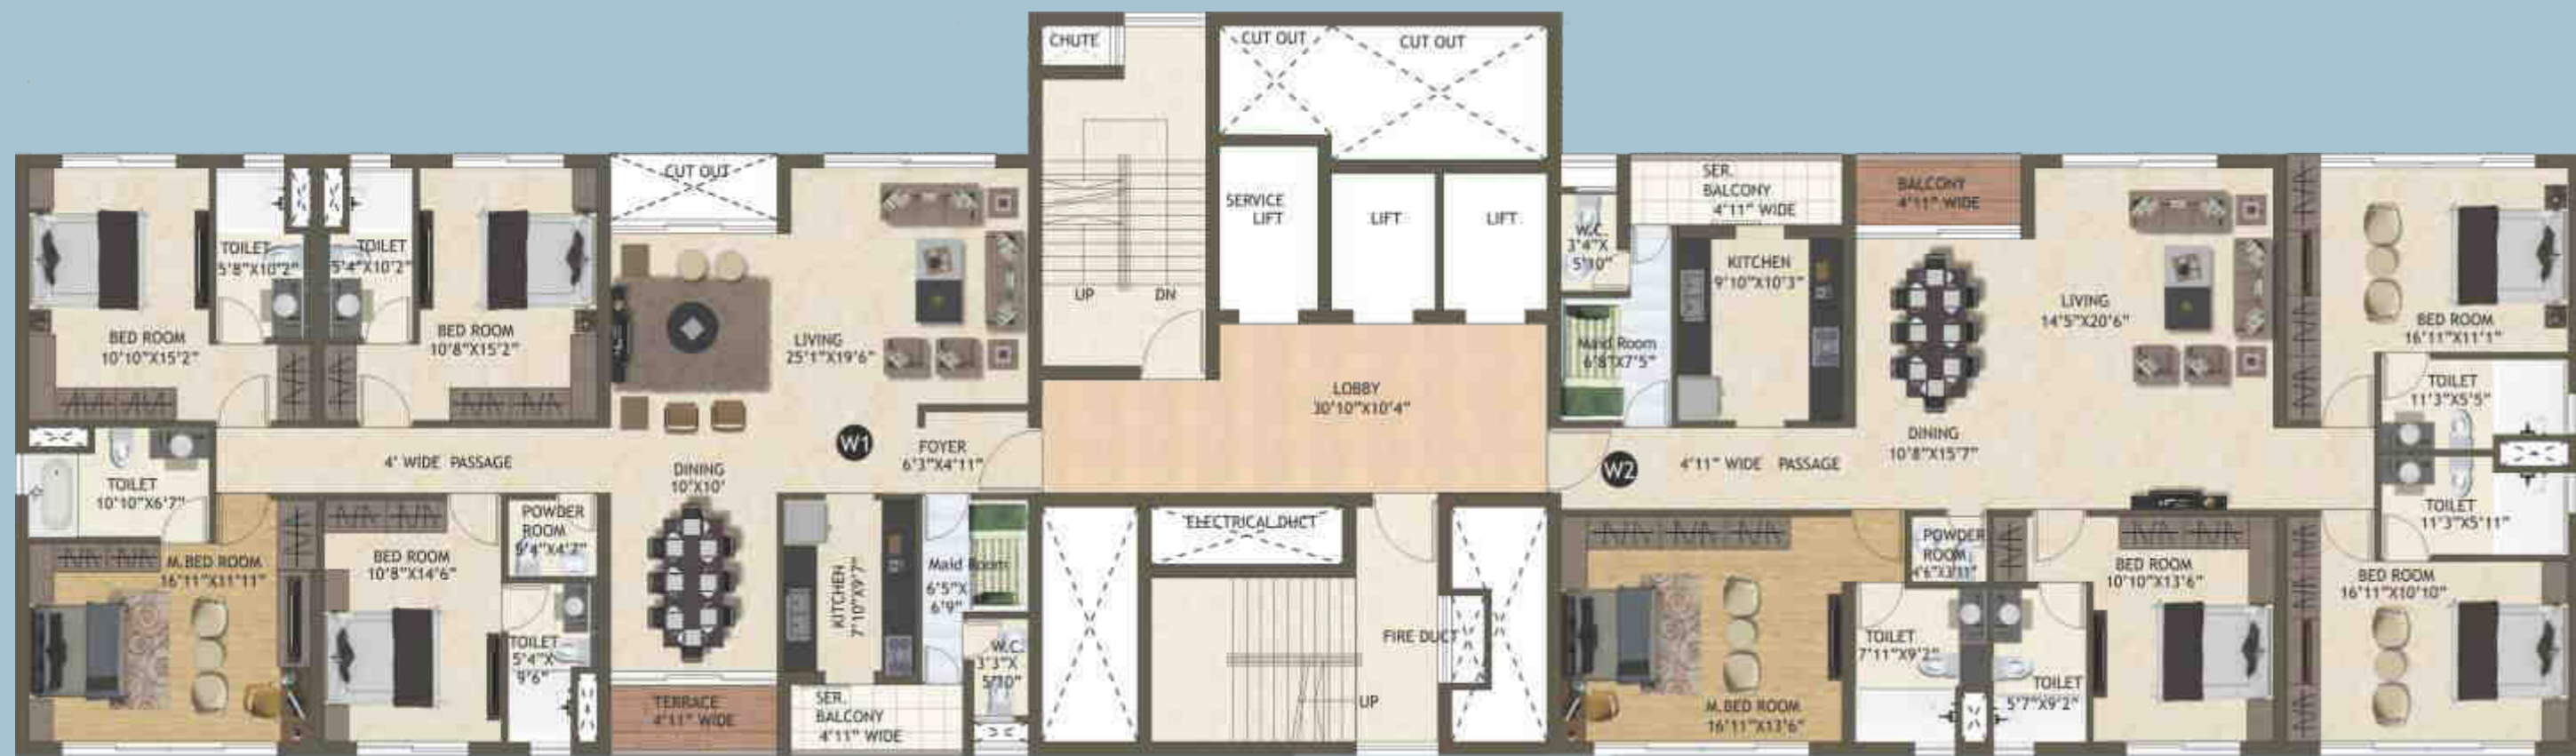 CHUTE
CUT OUT
CUT OUT
CUT OUT
SERVICE
LIFT
LIFT
LIFT
UP
DN
TOILET
5'8"X10'2"
TOILET
5'4"X10'2"
BED ROOM
10'10"X15'2"
BED ROOM
10'8"X15'2"
LIVING
25'1"X19'6"
LOBBY
30'10"X10'4"
W1
FOYER
6'3"X4'11"
4' WIDE PASSAGE
DINING
10'X10'
TOILET
10'10"X6'7"
M.BED ROOM
16'11"X11'11"
BED ROOM
10'8"X14'6"
POWDER
ROOM
5'4"X4'7"
TOILET
5'4"X
9'6"
KITCHEN
7'10"X9'7"
Maid Room
6'5"X
6'9"
W.C.
3'3"X
5'10"
TERRACE
4'11" WIDE
SER.
BALCONY
4'11" WIDE
ELECTRICAL DUCT
FIRE DUCT
UP
SER.
BALCONY
4'11" WIDE
BALCONY
4'11" WIDE
W.C.
3'4"X
5'10"
KITCHEN
9'10"X10'3"
Maid Room
6'8"X7'5"
LIVING
14'5"X20'6"
BED ROOM
16'11"X11'1"
TOILET
11'3"X5'5"
DINING
10'8"X15'7"
W2
4'11" WIDE PASSAGE
TOILET
11'3"X5'11"
POWDER
ROOM
4'6"X3'11"
BED ROOM
10'10"X13'6"
BED ROOM
16'11"X10'10"
TOILET
7'11"X9'2"
TOILET
5'7"X9'2"
M.BED ROOM
16'11"X13'6"